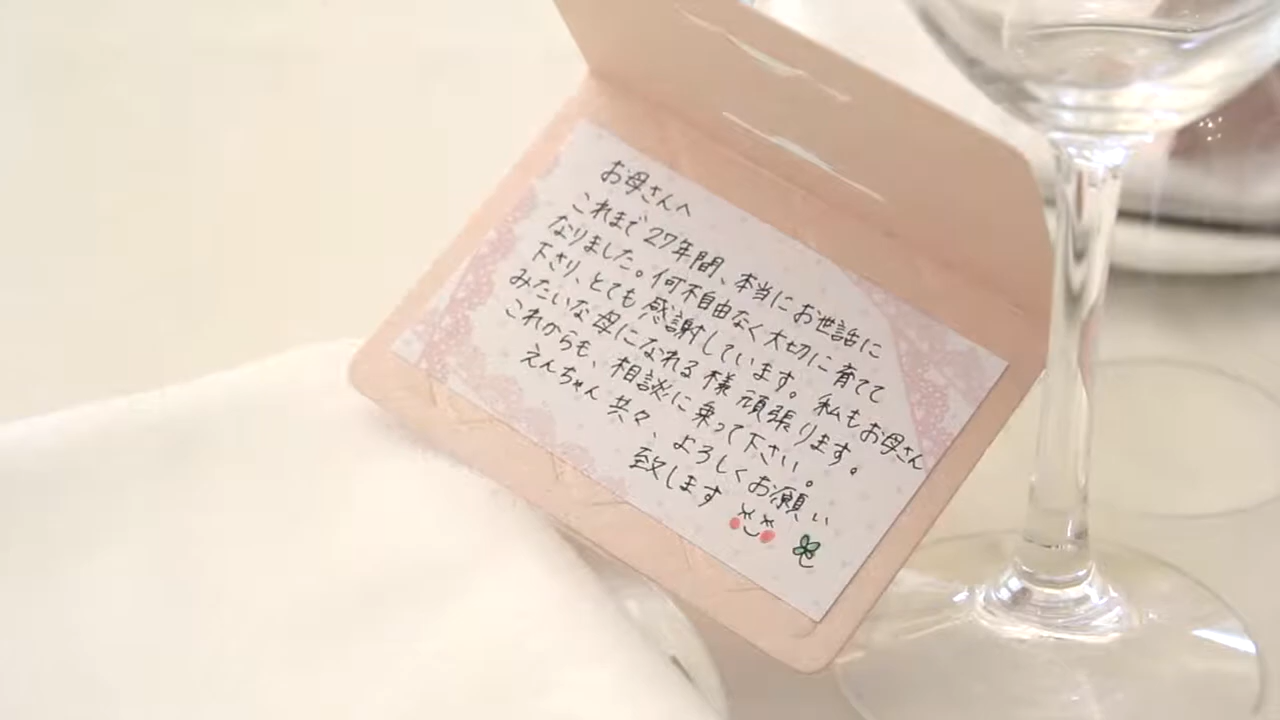 お母さんへ
これまで27年間、本当にお世話に
なりました。何不自由なく大切に育てて
下さり、とても感謝しています。私もお母さん
みたいな母になれる様頑張ります。
これからも、相談に乗って下さい。
えんちゃん共々、よろしくお願い
致します